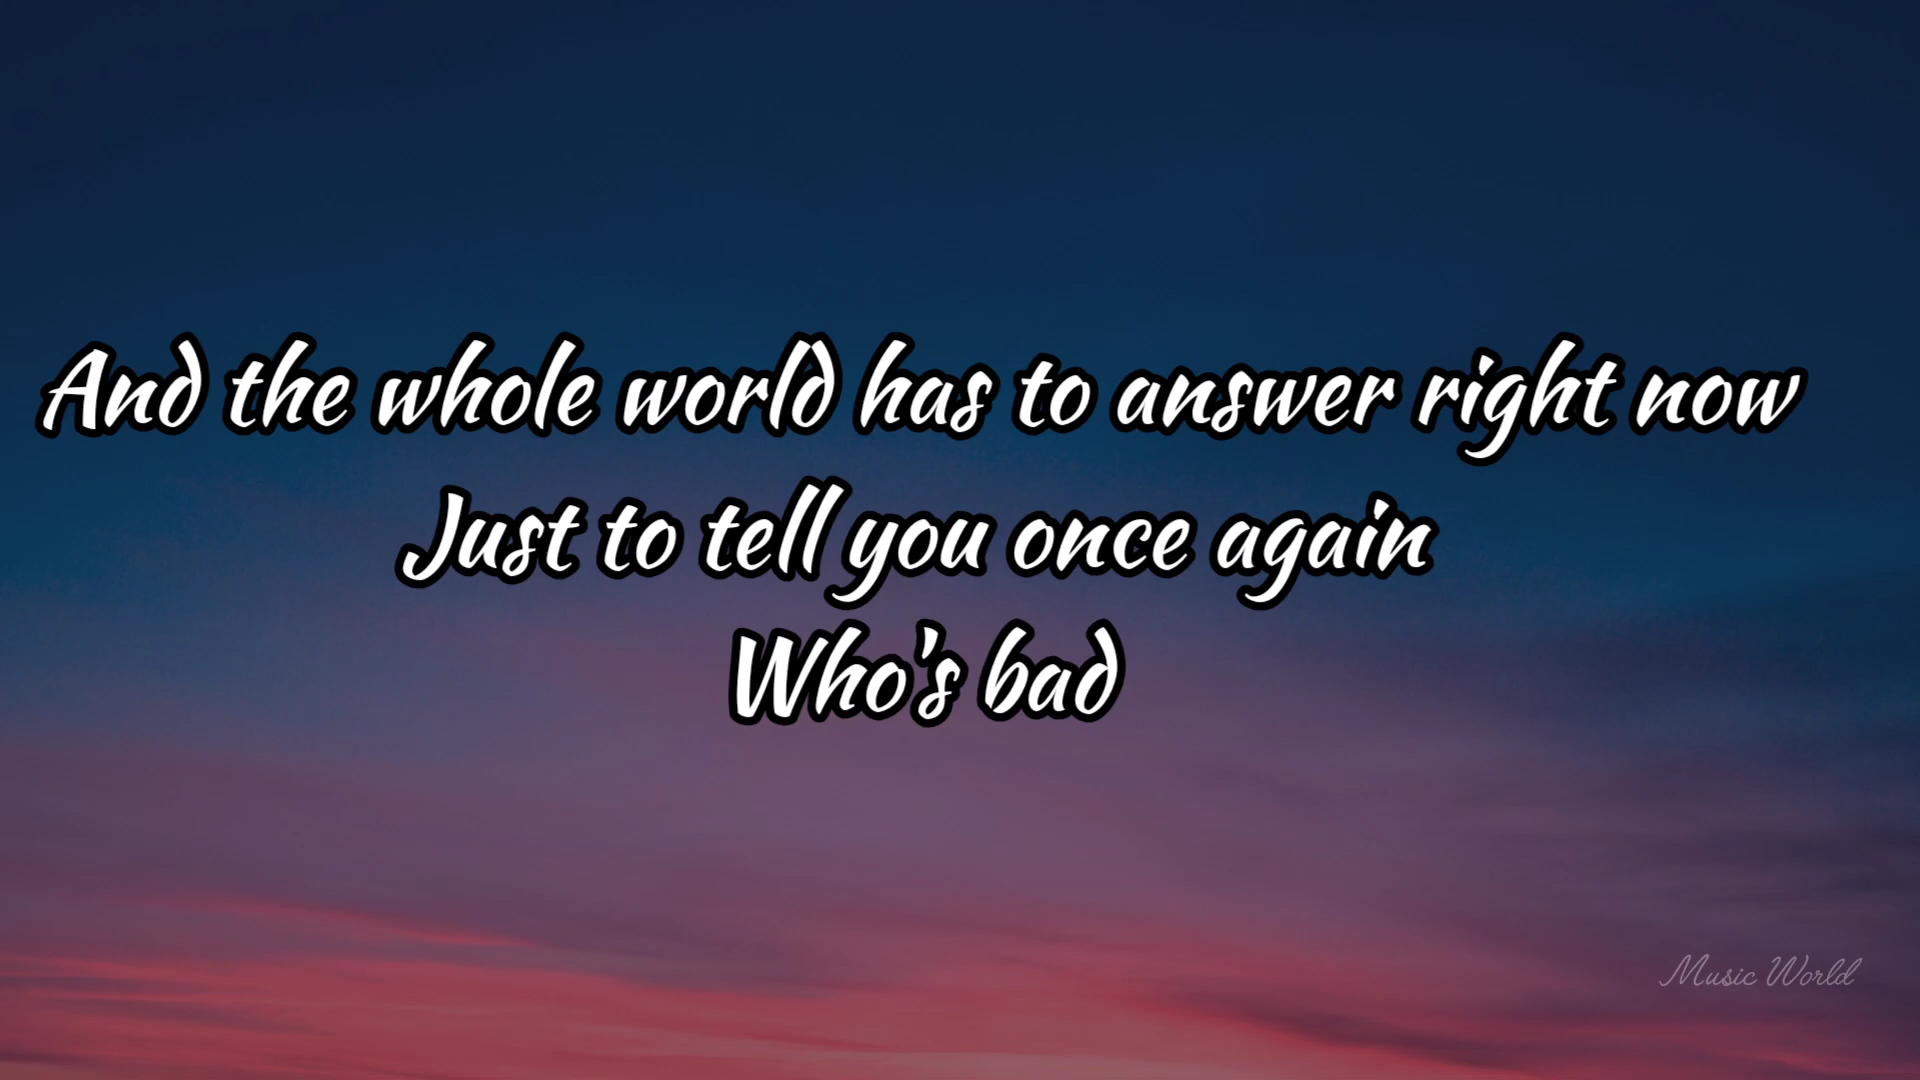 And the whole world has to answer right now
Just to tell you once again
Who's bad
Music World